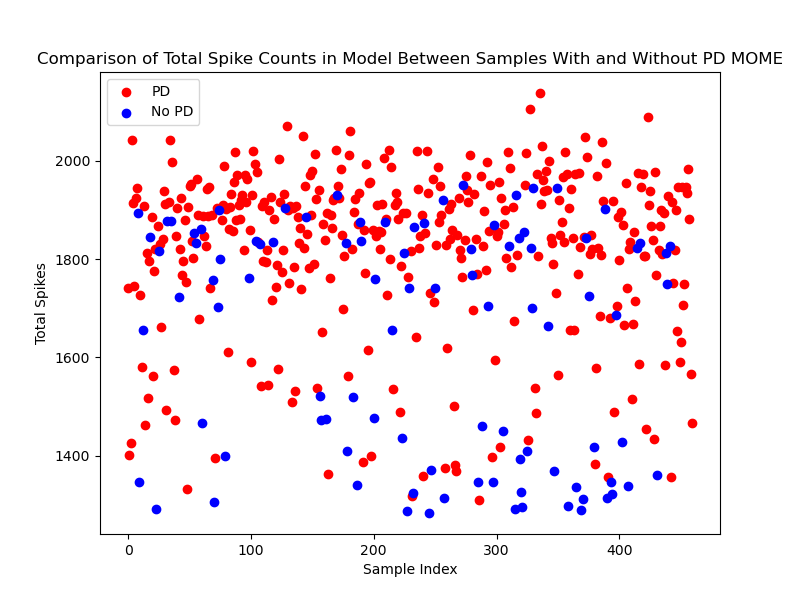 Comparison of Total Spike Counts in Model Between Samples With and Without PD MOME
PD
No PD
2000
1800
1600
1400
Total Spikes
0 100 200 300 400
Sample Index